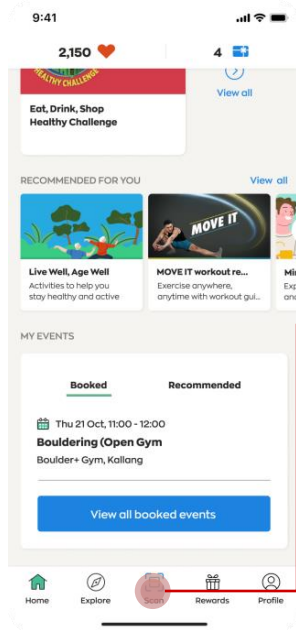 9:41
2,150
4
HEALTHY CHALLENGE
View all
Eat, Drink, Shop
Healthy Challenge
RECOMMENDED FOR YOU
View all
MOVE IT
Live Well, Age Well
MOVE IT workout re...
Activities to help you
stay healthy and active
Exercise anywhere,
anytime with workout gui...
MY EVENTS
Booked
Recommended
Thu 21 Oct, 11:00 - 12:00
Bouldering (Open Gym
Boulder+ Gym, Kallang
View all booked events
Home
Explore
Scan
Rewards
Profile